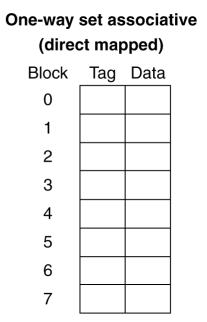 One-way set associative
(direct mapped)
Block Tag Data
0
1
2
3
4
5
6
7